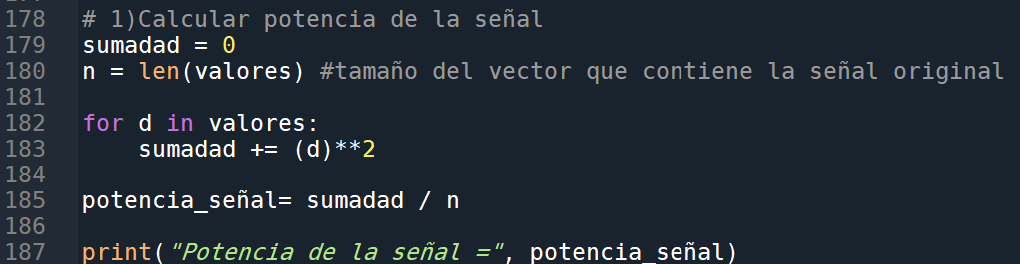 178 # 1)Calcular potencia de la señal
179 sumadad = 0
180 n = len(valores) #tamaño del vector que contiene la señal original
181
182 for d in valores:
183     sumadad += (d)**2
184
185 potencia_señal= sumadad / n
186
187 print("Potencia de la señal =", potencia_señal)